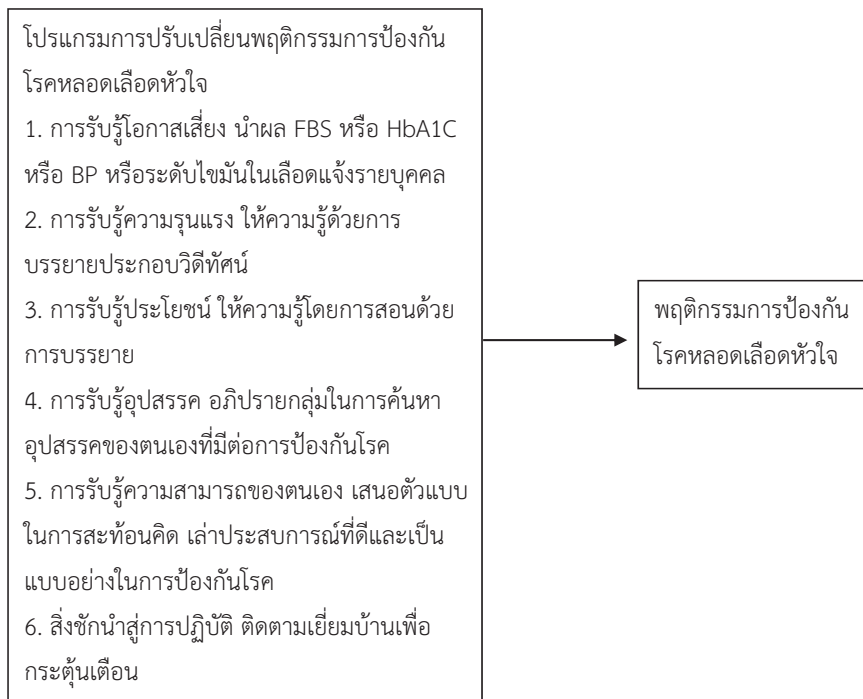 โปรแกรมการปรับเปลี่ยนพฤติกรรมการป้องกัน
โรคหลอดเลือดหัวใจ
1. การรับรู้โอกาสเสี่ยง นำผล FBS หรือ HbA1C
หรือ BP หรือระดับไขมันในเลือดแจ้งรายบุคคล
2. การรับรู้ความรุนแรง ให้ความรู้ด้วยการ
บรรยายประกอบวิดีทัศน์
3. การรับรู้ประโยชน์ ให้ความรู้โดยการสอนด้วย
การบรรยาย
4. การรับรู้อุปสรรค อภิปรายกลุ่มในการค้นหา
อุปสรรคของตนเองที่มีต่อการป้องกันโรค
5. การรับรู้ความสามารถของตนเอง เสนอตัวแบบ
ในการสะท้อนคิด เล่าประสบการณ์ที่ดีและเป็น
แบบอย่างในการป้องกันโรค
6. สิ่งชักนำสู่การปฏิบัติ ติดตามเยี่ยมบ้านเพื่อ
กระตุ้นเตือน
พฤติกรรมการป้องกัน
โรคหลอดเลือดหัวใจ